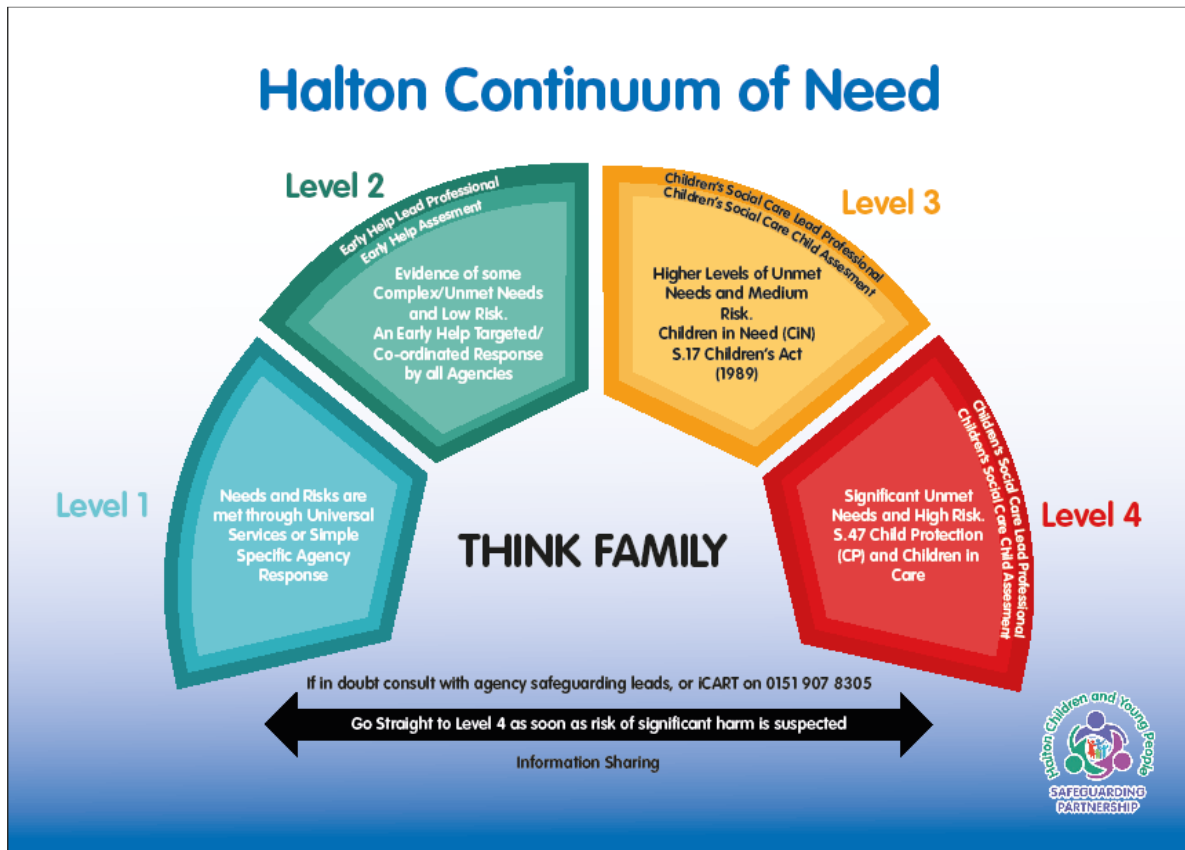 Halton Continuum of Need
Level 1
Needs and Risks are
met through Universal
Services or Simple
Specific Agency
Response
Level 2
Early Help Lead Professional
Early Help Assesment
Evidence of some
Complex/Unmet Needs
and Low Risk.
An Early Help Targeted/
Co-ordinated Response
by all Agencies
Level 3
Children's Social Care Lead Professional
Children's Social Care Child Assesment
Higher Levels of Unmet
Needs and Medium
Risk.
Children in Need (CiN)
S.17 Children's Act
(1989)
Level 4
Children's Social Care Lead Professional
Children's Social Care Child Assesment
Significant Unmet
Needs and High Risk.
S.47 Child Protection
(CP) and Children in
Care
THINK FAMILY
If in doubt consult with agency safeguarding leads, or iCART on 0151 907 8305
Go Straight to Level 4 as soon as risk of significant harm is suspected
Information Sharing
Halton Children and Young People
SAFEGUARDING
PARTNERSHIP